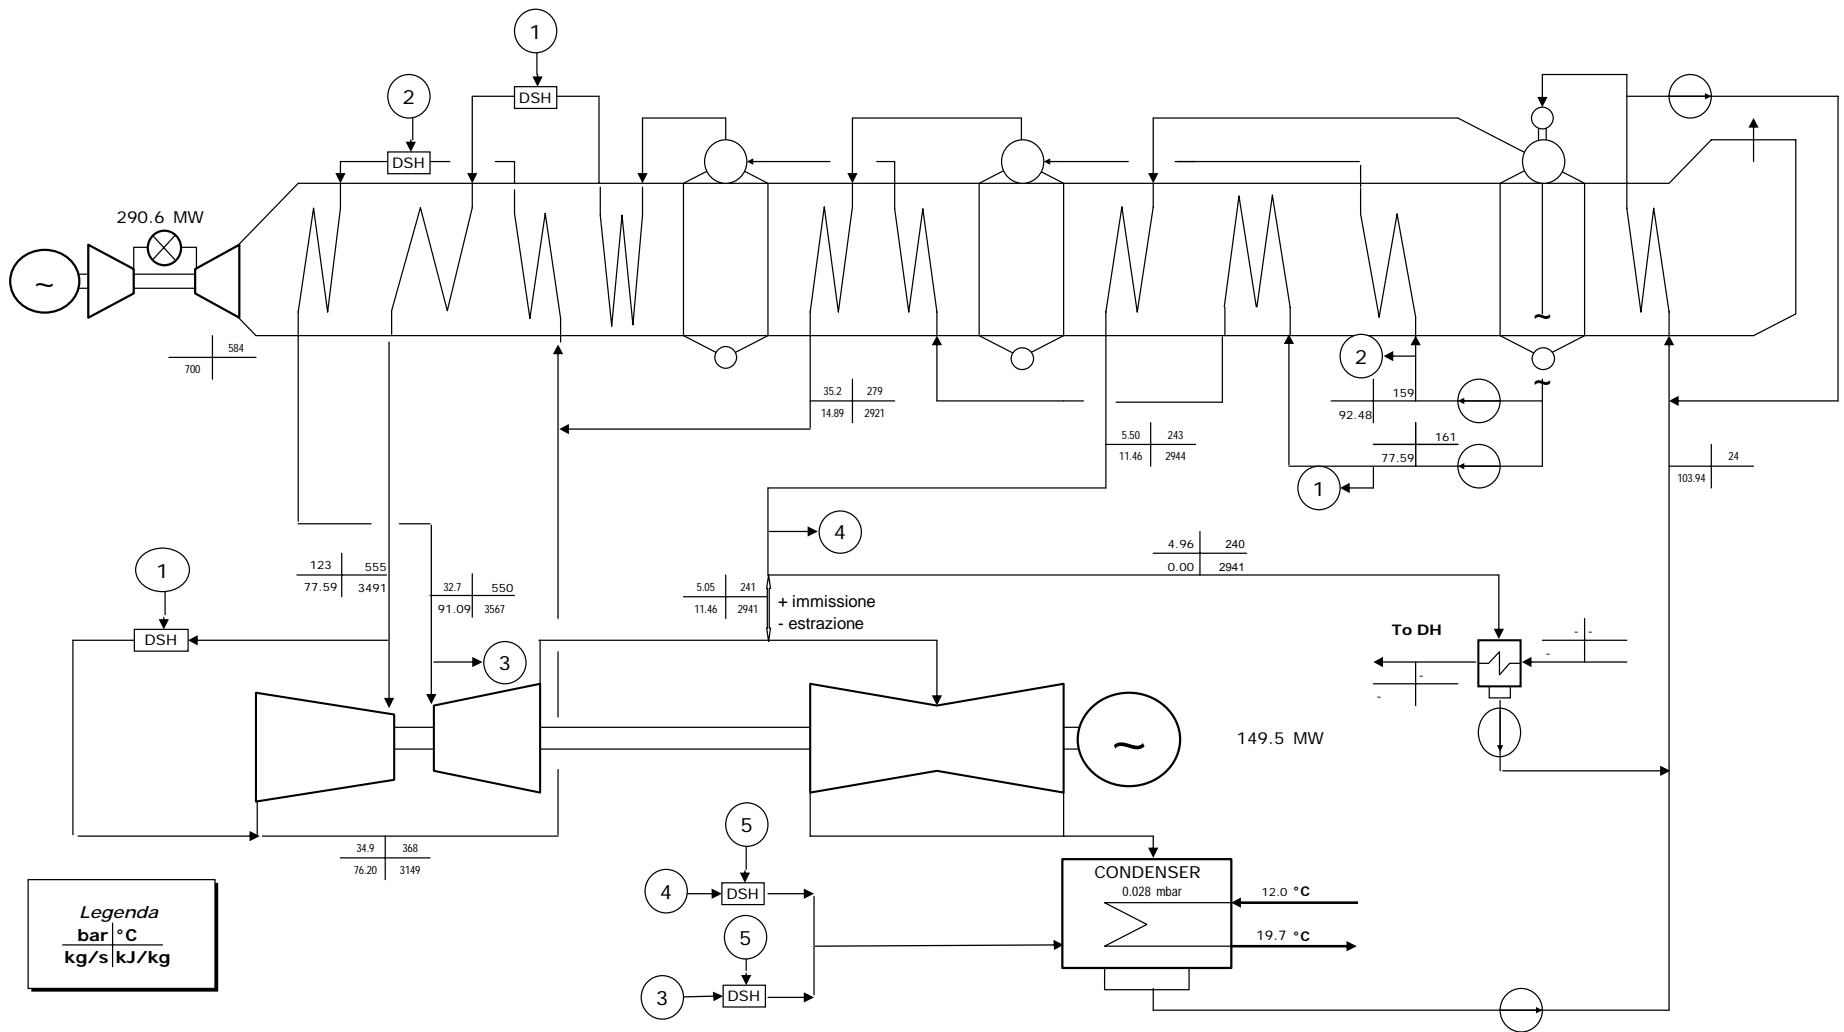 1
DSH
2
DSH
290.6 MW
~
584
700
~
~
35.2 279
14.89 2921
2
159
92.48
161
77.59
5.50 243
11.46 2944
1
24
103.94
4
4.96 240
0.00 2941
1
DSH
123 555
77.59 3491
32.7 550
91.09 3567
5.05 241
11.46 2941
+ immissione
- estrazione
3
To DH
- -
-
-
-
~
149.5 MW
34.9 368
76.20 3149
5
4
DSH
5
3
DSH
CONDENSER
0.028 mbar
12.0 °C
19.7 °C
Legenda
bar °C
kg/s kJ/kg